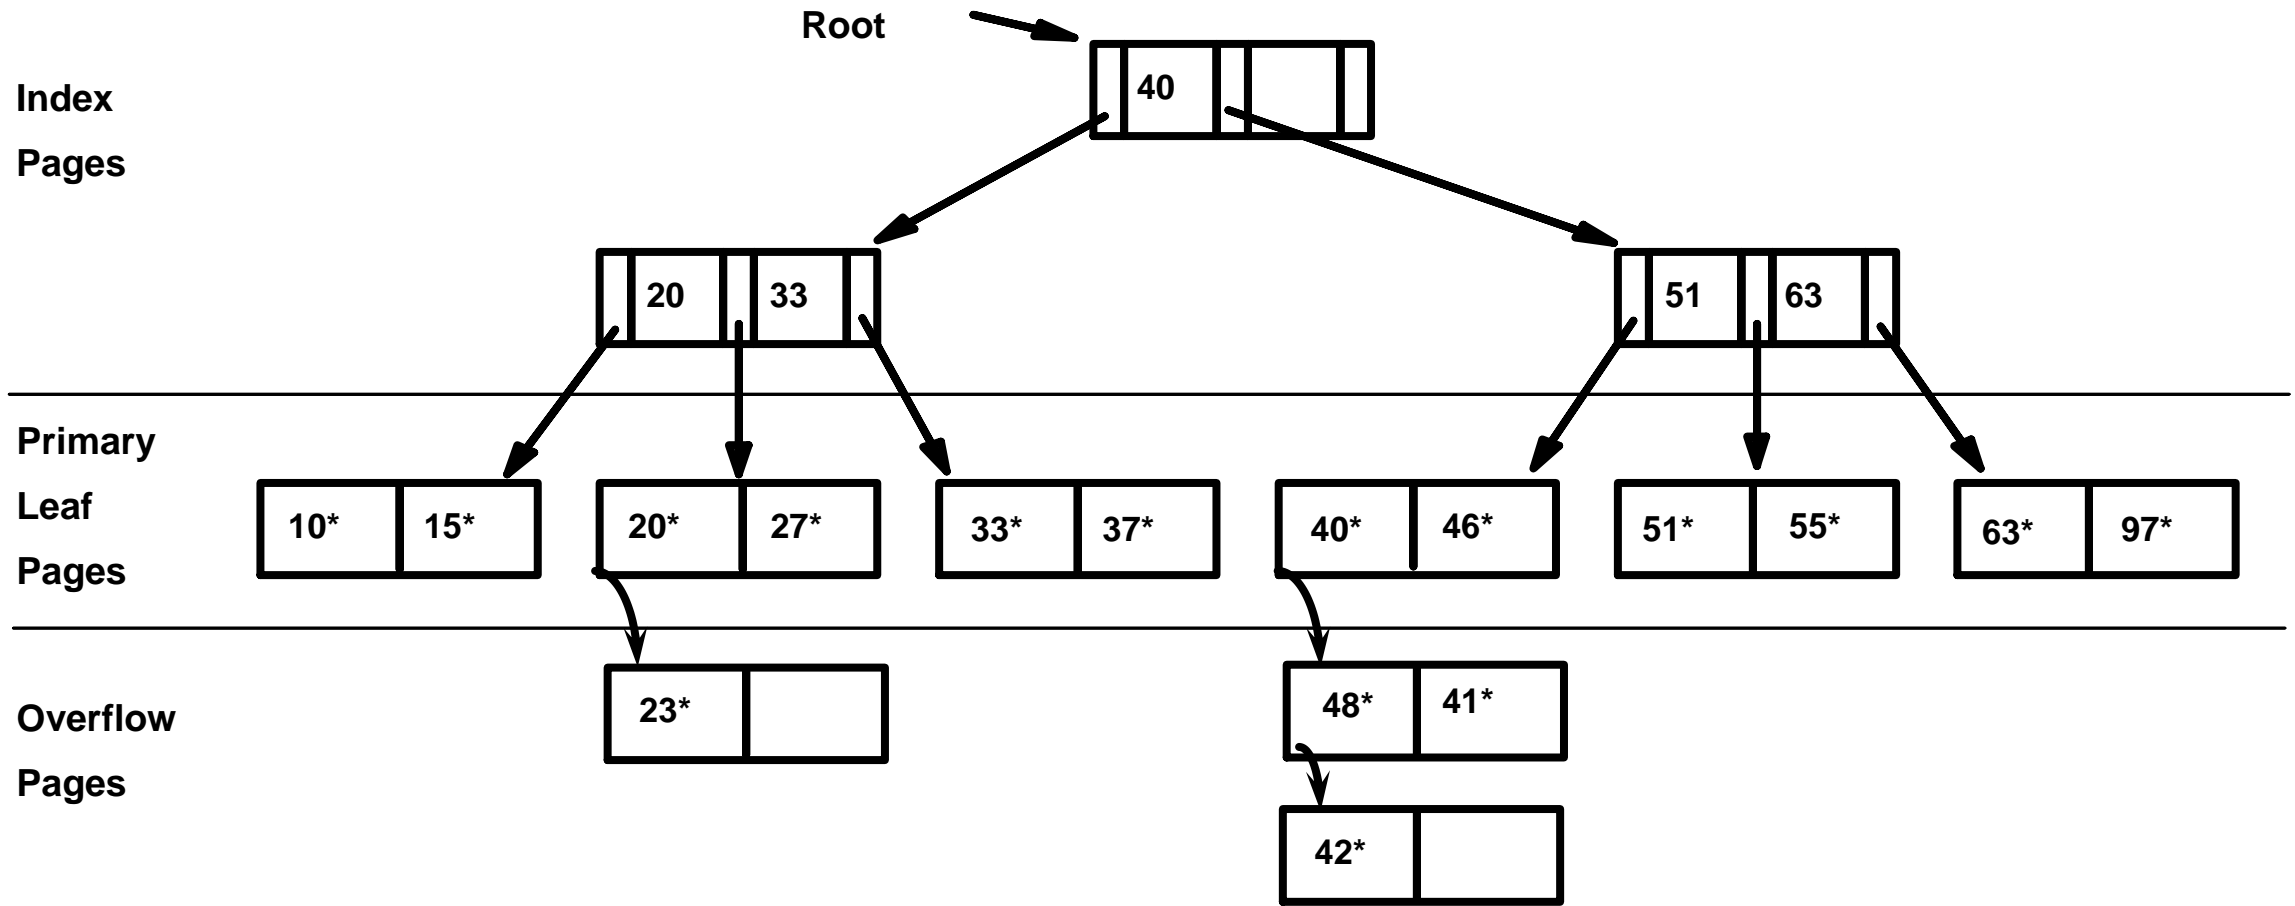 Root
Index
Pages
40
20 33 51 63
Primary
Leaf
Pages
10* 15* 20* 27* 33* 37* 40* 46* 51* 55* 63* 97*
Overflow
Pages
23* 48* 41*
42*